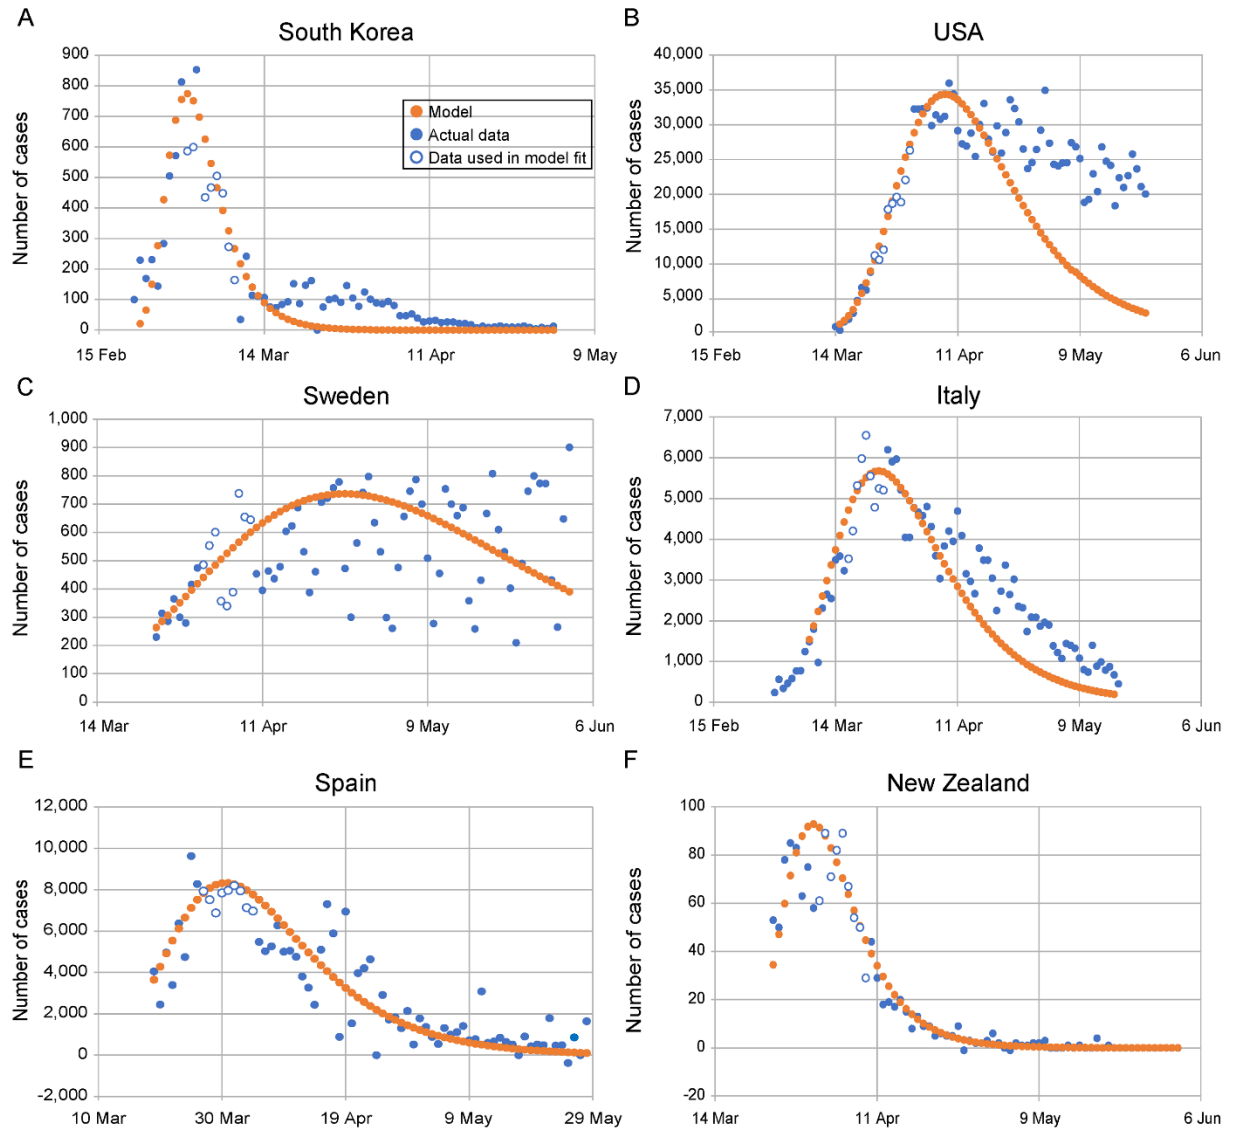 A
South Korea
Number of cases
900
800
700
600
500
400
300
200
100
0
15 Feb
14 Mar
11 Apr
9 May
Model
Actual data
Data used in model fit
B
USA
Number of cases
40,000
35,000
30,000
25,000
20,000
15,000
10,000
5,000
0
15 Feb
14 Mar
11 Apr
9 May
6 Jun
C
Sweden
Number of cases
1,000
900
800
700
600
500
400
300
200
100
0
14 Mar
11 Apr
9 May
6 Jun
D
Italy
Number of cases
7,000
6,000
5,000
4,000
3,000
2,000
1,000
0
15 Feb
14 Mar
11 Apr
9 May
6 Jun
E
Spain
Number of cases
12,000
10,000
8,000
6,000
4,000
2,000
0
-2,000
10 Mar
30 Mar
19 Apr
9 May
29 May
F
New Zealand
Number of cases
100
80
60
40
20
0
-20
14 Mar
11 Apr
9 May
6 Jun